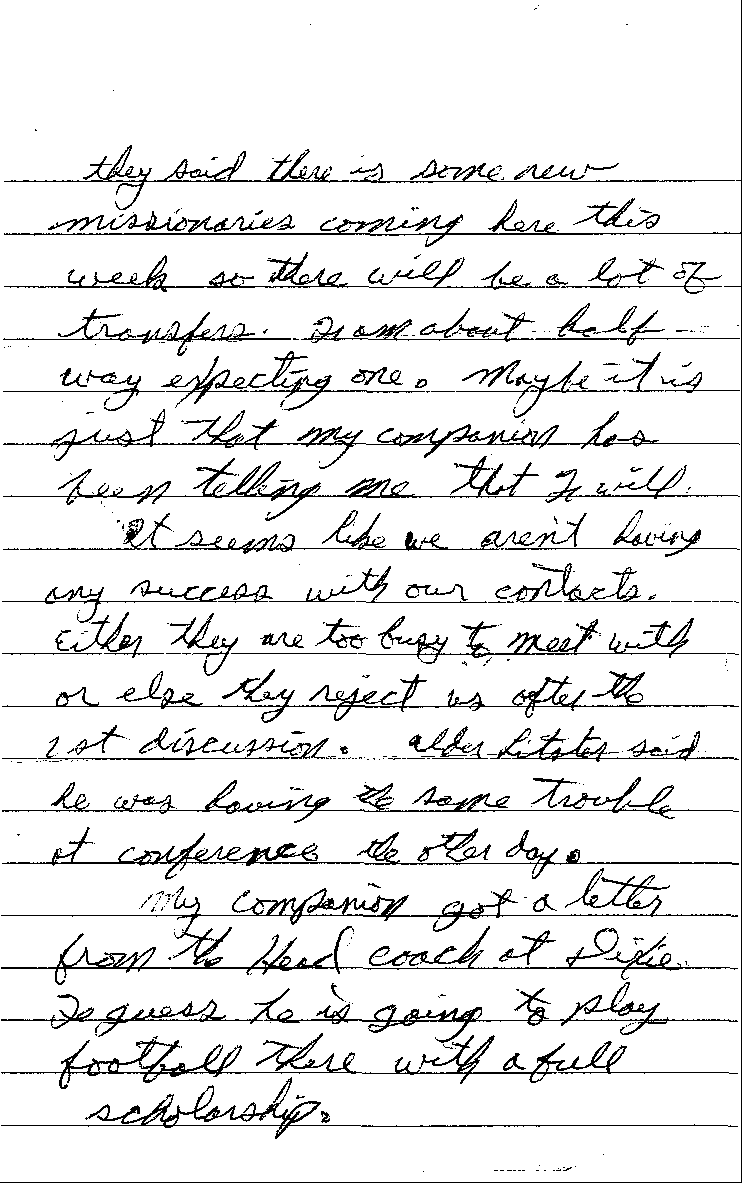 they said there is some new
missionaries coming here this
week so there will be a lot of
transfers. I am about half
way expecting one. Maybe it is
just that my companion has
been telling me that I will.
It seems like we aren't having
any success with our contacts.
Either they are too busy to meet with
or else they reject us after the
1st discussion. Elder Litster said
he was having the same trouble
at conference the other day.
My companion got a letter
from the Head coach at Dixie.
I guess he is going to play
football there with a full
scholarship.